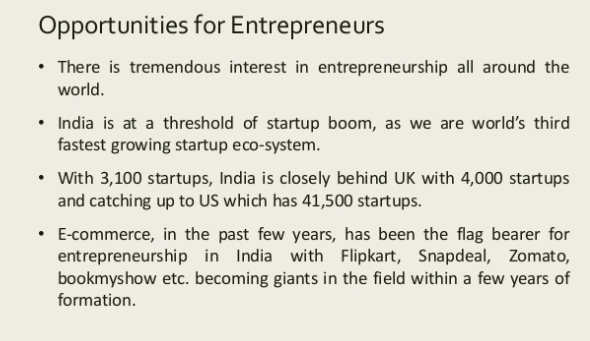 Opportunities for Entrepreneurs
• There is tremendous interest in entrepreneurship all around the
world.
• India is at a threshold of startup boom, as we are world's third
fastest growing startup eco-system.
• With 3,100 startups, India is closely behind UK with 4,000 startups
and catching up to US which has 41,500 startups.
• E-commerce, in the past few years, has been the flag bearer for
entrepreneurship in India with Flipkart, Snapdeal, Zomato,
bookmyshow etc. becoming giants in the field within a few years of
formation.